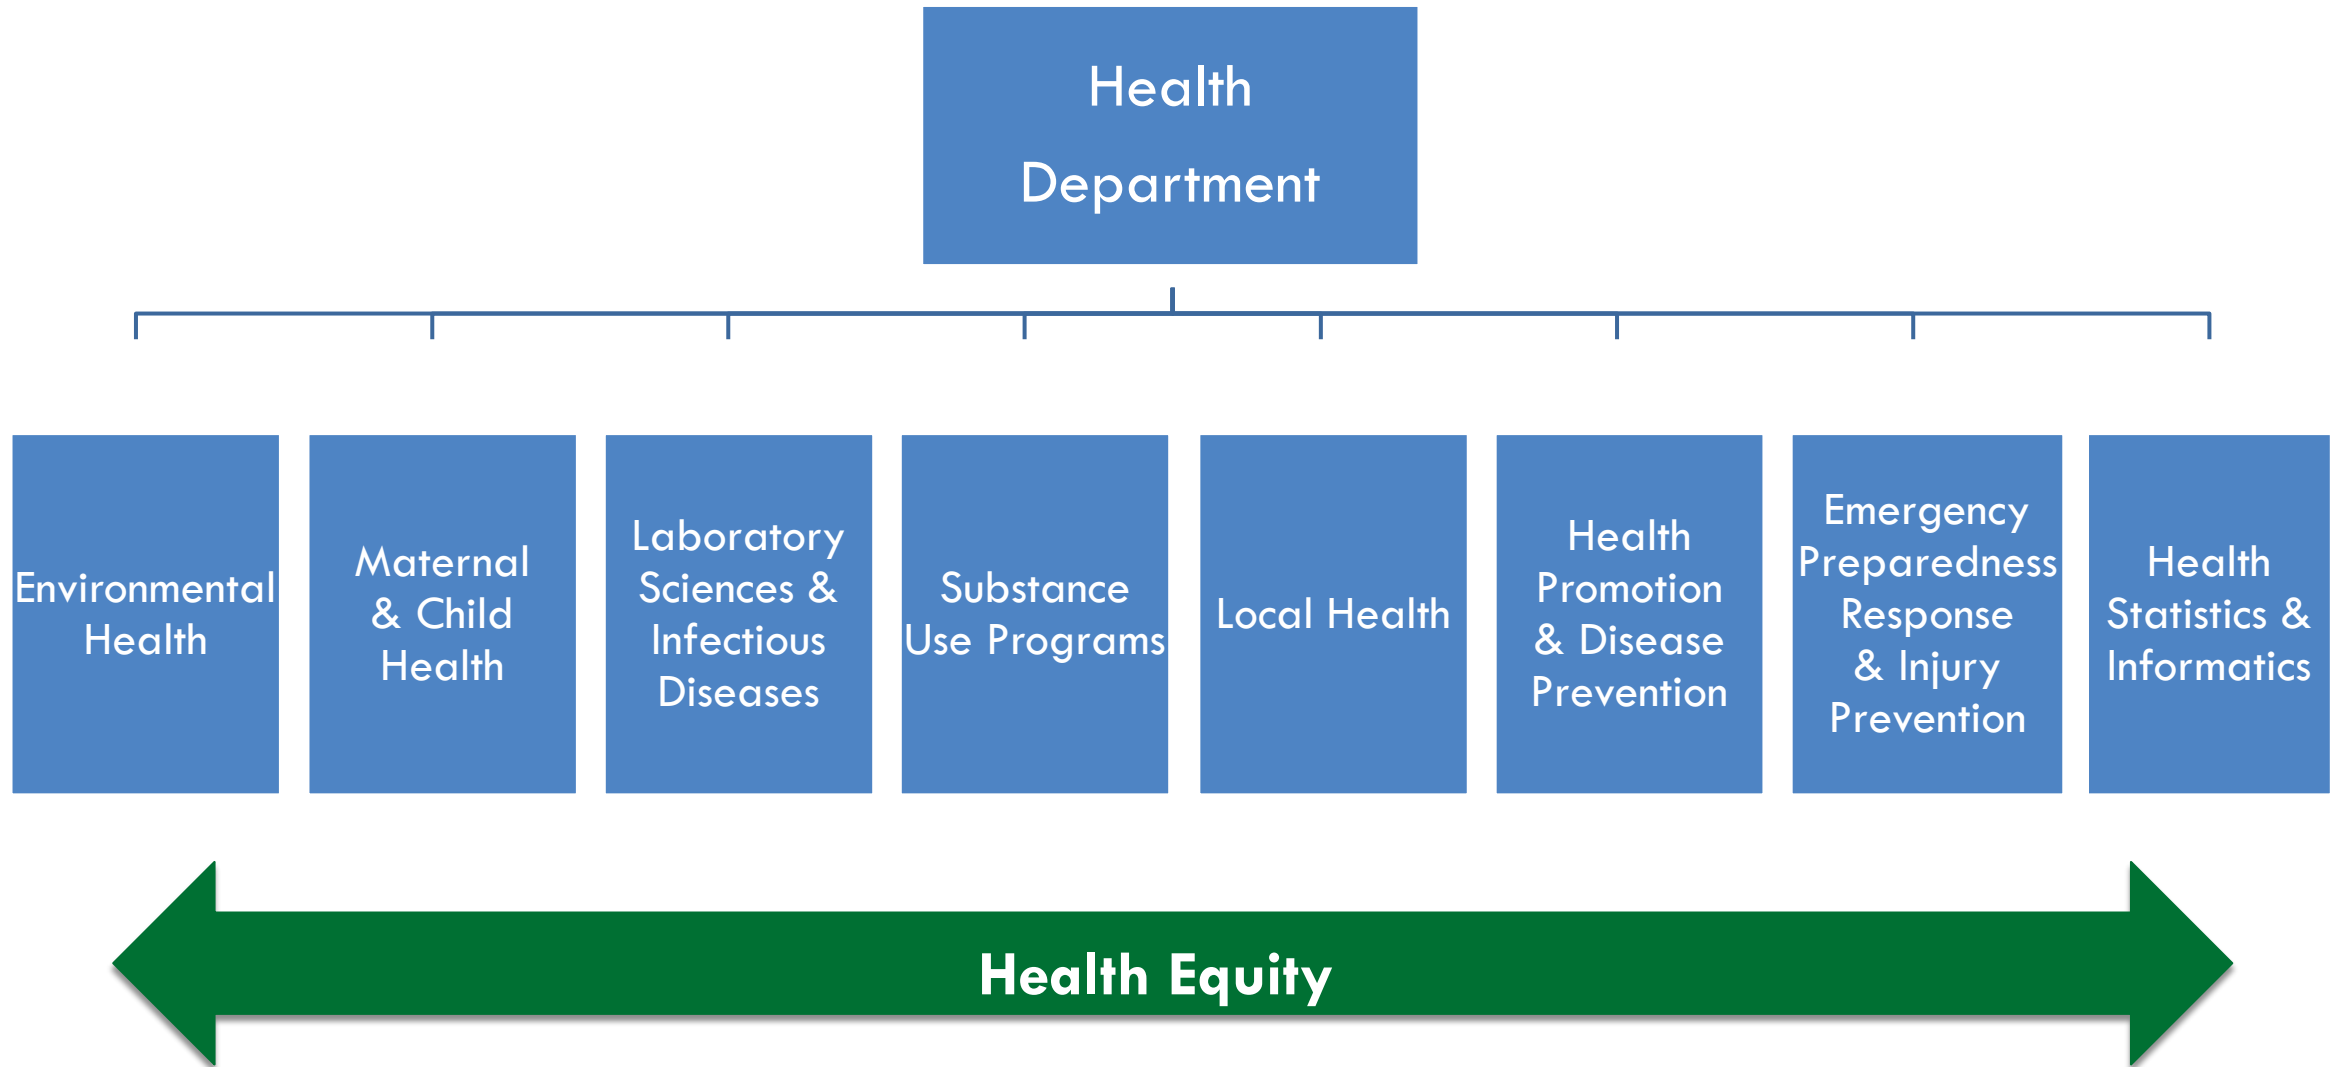 Health
Department
Environmental
Health
Maternal
& Child
Health
Laboratory
Sciences &
Infectious
Diseases
Substance
Use Programs
Local Health
Health
Promotion
& Disease
Prevention
Emergency
Preparedness
Response
& Injury
Prevention
Health
Statistics &
Informatics
Health Equity